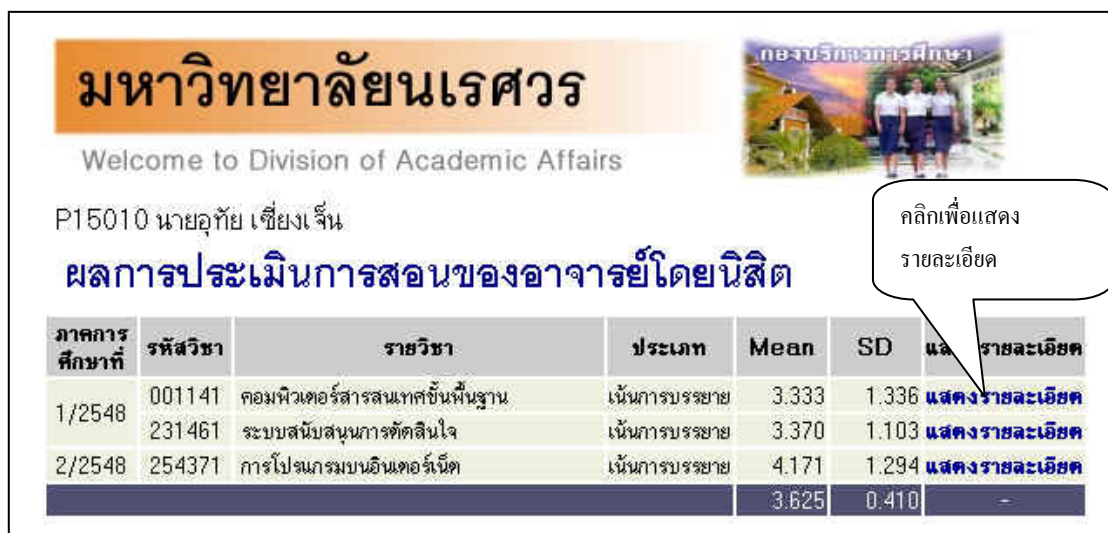 มหาวิทยาลัยนเรศวร
กองบริการการศึกษา
Welcome to Division of Academic Affairs
P15010 นายอุทัย เซี่ยงเจ็น
คลิกเพื่อแสดง
รายละเอียด
ผลการประเมินการสอนของอาจารย์โดยนิสิต
ภาคการศึกษาที่ รหัสวิชา รายวิชา ประเภท Mean SD แสดงรายละเอียด
1/2548 001141 คอมพิวเตอร์สารสนเทศขั้นพื้นฐาน เน้นการบรรยาย 3.333 1.336 แสดงรายละเอียด
231461 ระบบสนับสนุนการตัดสินใจ เน้นการบรรยาย 3.370 1.103 แสดงรายละเอียด
2/2548 254371 การโปรแกรมบนอินเตอร์เน็ต เน้นการบรรยาย 4.171 1.294 แสดงรายละเอียด
3.625 0.410 -